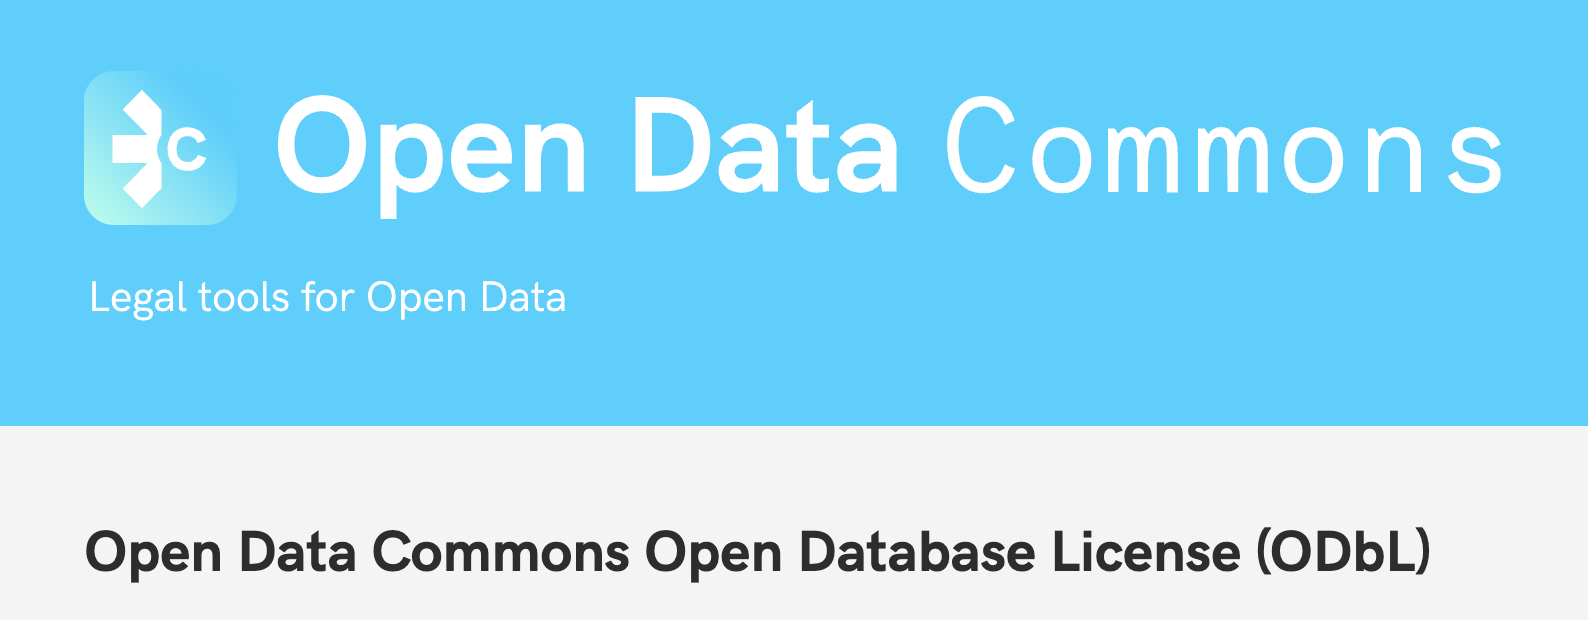 C
Open Data Commons
Legal tools for Open Data
Open Data Commons Open Database License (ODbL)